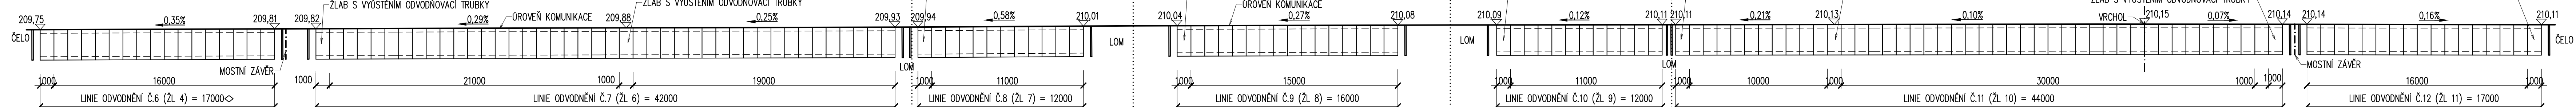 ŽLAB S VYÚSTĚNÍM ODVODŇOVACÍ TRUBKY
ŽLAB S VYÚSTĚNÍM ODVODŇOVACÍ TRUBKY
209,75 0,35% 209,81 209,82 0,29% ÚROVEŇ KOMUNIKACE 209,88 0,25% 209,93 209,94 0,58% 210,01 210,04 ÚROVEŇ KOMUNIKACE 0,27% 210,08 210,09 0,12% 210,11 210,11 0,21% 210,13 0,10% VRCHOL 210,15 0,07% 210,14 210,14 0,16% 210,11
ČELO LOM LOM ČELO
MOSTNÍ ZÁVĚR LOM LOM MOSTNÍ ZÁVĚR
1000 16000 1000 21000 1000 19000 1000 11000 1000 15000 1000 11000 1000 10000 1000 30000 1000 1000 16000 1000
LINIE ODVODNĚNÍ Č.6 (ŽL 4) = 17000<> LINIE ODVODNĚNÍ Č.7 (ŽL 6) = 42000 LINIE ODVODNĚNÍ Č.8 (ŽL 7) = 12000 LINIE ODVODNĚNÍ Č.9 (ŽL 8) = 16000 LINIE ODVODNĚNÍ Č.10 (ŽL 9) = 12000 LINIE ODVODNĚNÍ Č.11 (ŽL 10) = 44000 LINIE ODVODNĚNÍ Č.12 (ŽL 11) = 17000